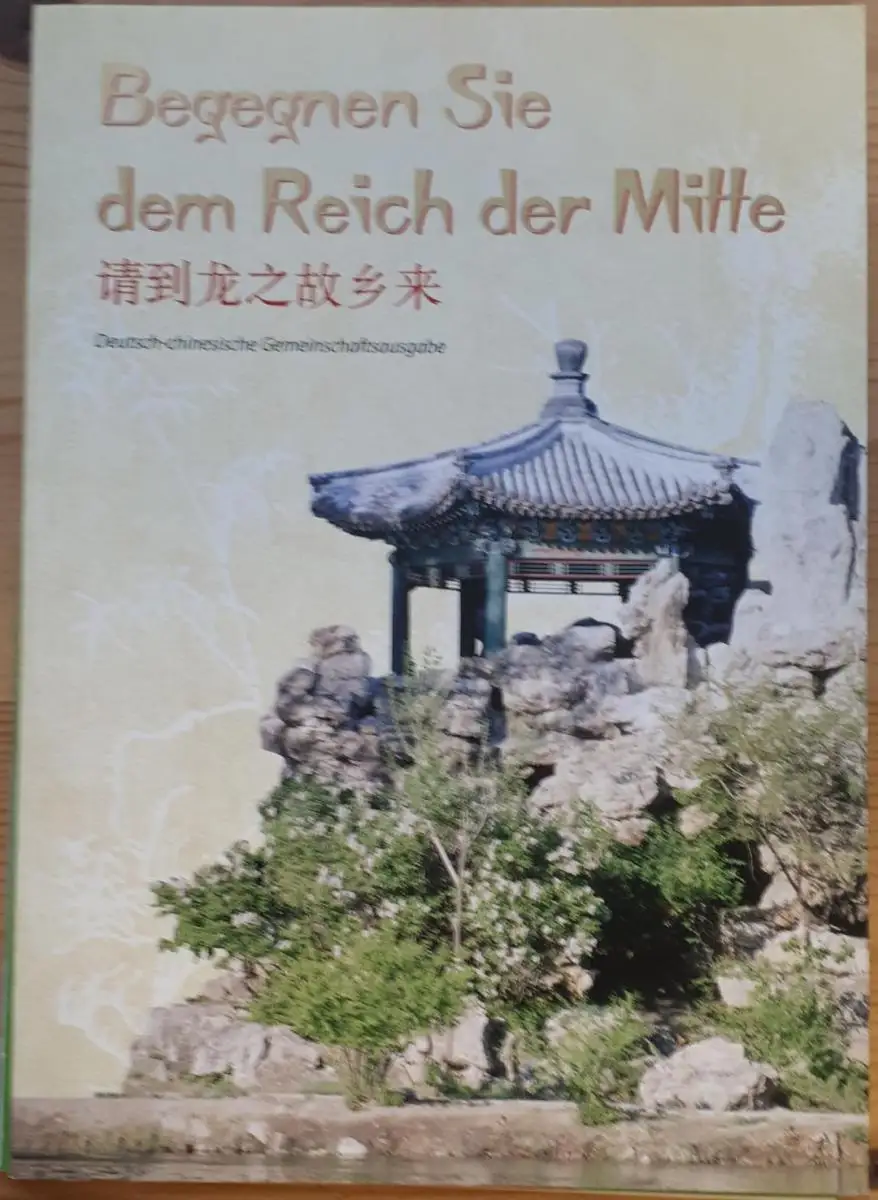 Begegnen Sie
dem Reich der Mitte
请到龙之故乡来
Deutsch-chinesische Gemeinschaftsausgabe